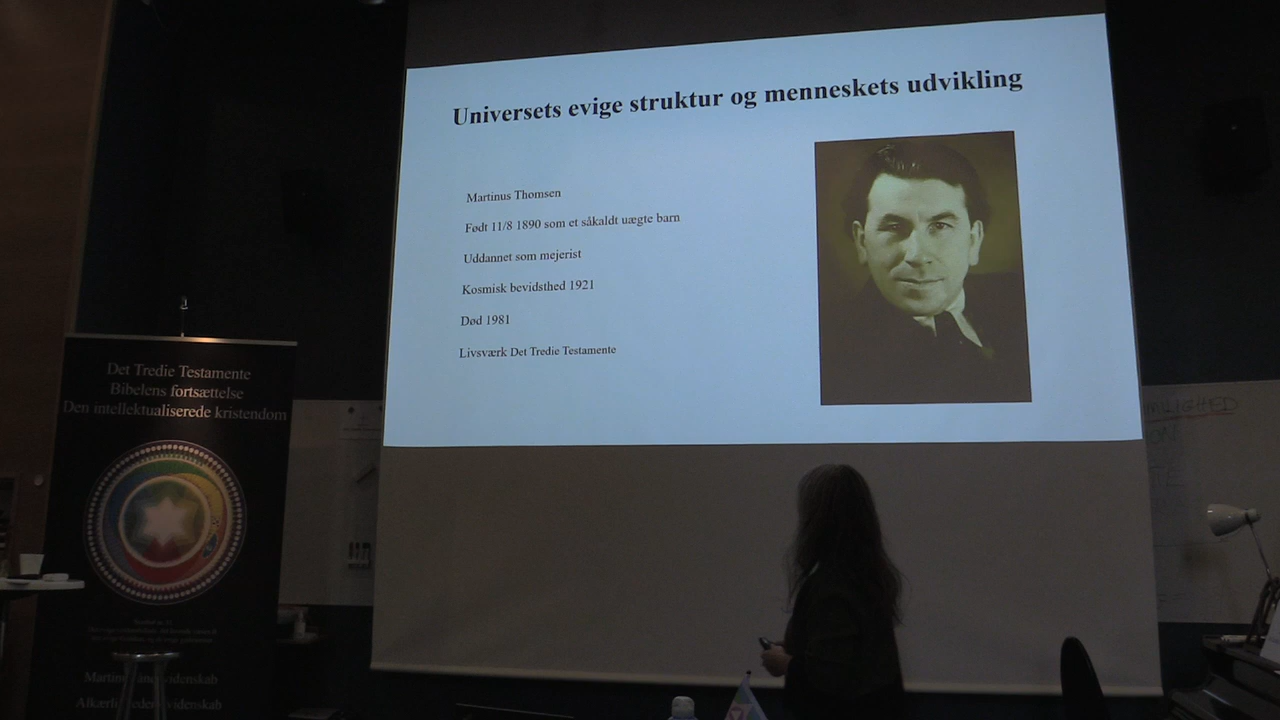 Universets evige struktur og menneskets udvikling
Martinus Thomsen
Født 11/8 1890 som et såkaldt uægte barn
Uddannet som mejerist
Kosmisk bevidsthed 1921
Død 1981
Livsværk Det Tredie Testamente
Det Tredie Testamente
Bibelens fortsættelse
Den intellektualiserede kristendom
MILIGHED